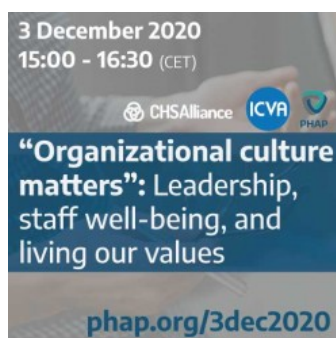 3 December 2020
15:00 - 16:30 (CET)
CHSAlliance ICVA PHAP
“Organizational culture
matters”: Leadership,
staff well-being, and
living our values
phap.org/3dec2020